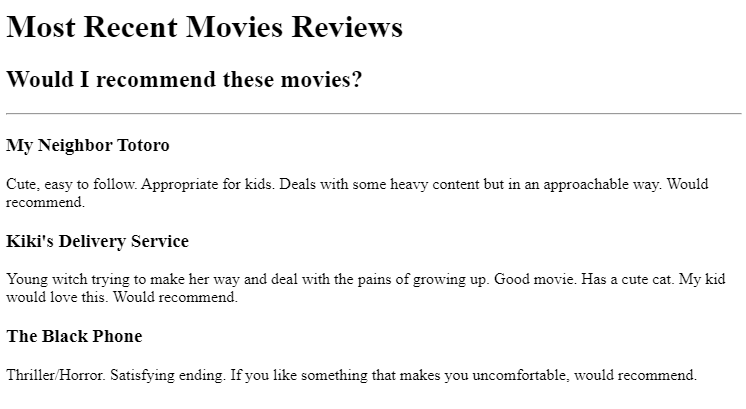 Most Recent Movies Reviews
Would I recommend these movies?
My Neighbor Totoro
Cute, easy to follow. Appropriate for kids. Deals with some heavy content but in an approachable way. Would
recommend.
Kiki's Delivery Service
Young witch trying to make her way and deal with the pains of growing up. Good movie. Has a cute cat. My kid
would love this. Would recommend.
The Black Phone
Thriller/Horror. Satisfying ending. If you like something that makes you uncomfortable, would recommend.